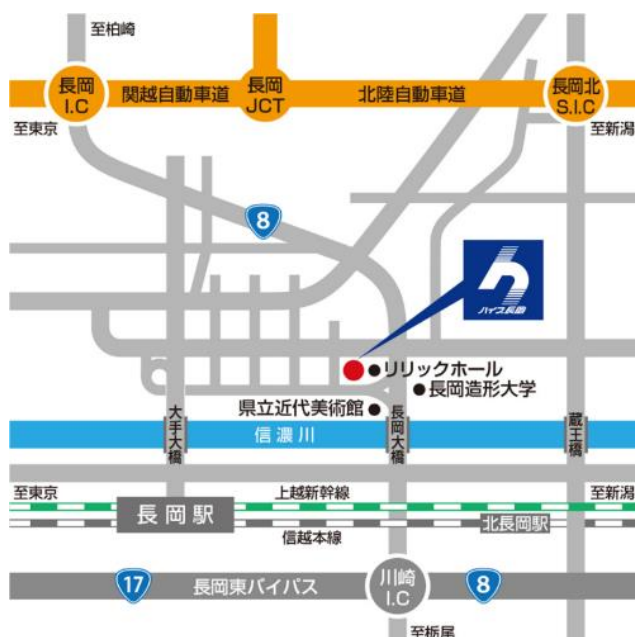 至柏崎
長岡
I.C
関越自動車道
長岡
JCT
北陸自動車道
長岡北
S.I.C
至東京
至新潟
8
ハイブ長岡
リリックホール
長岡造形大学
県立近代美術館
大手大橋
信濃川
長岡大橋
蔵王橋
至東京
上越新幹線
至新潟
長岡駅
信越本線
北長岡駅
17
長岡東バイパス
川崎
I.C
8
至栃尾